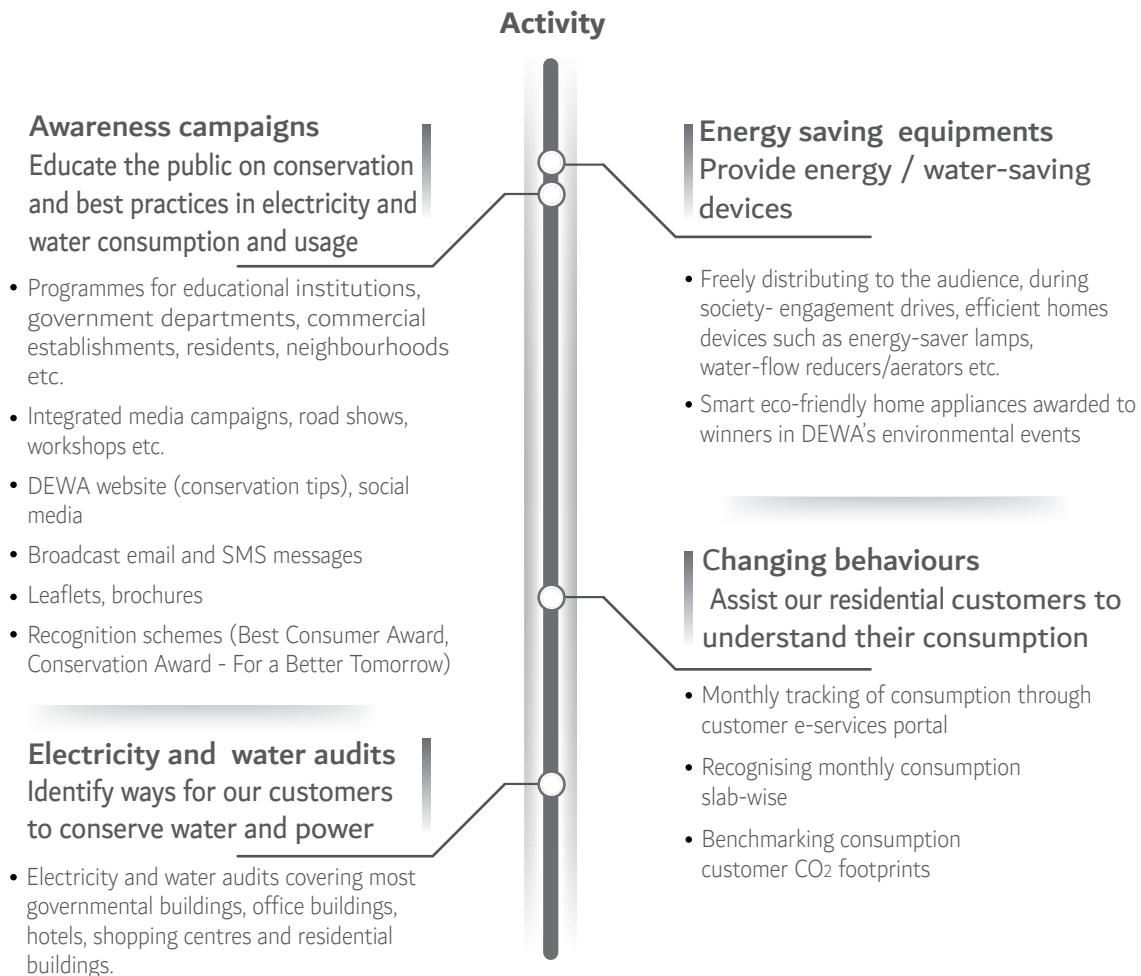 Activity
Awareness campaigns
Educate the public on conservation
and best practices in electricity and
water consumption and usage
• Programmes for educational institutions,
government departments, commercial
establishments, residents, neighbourhoods
etc.
• Integrated media campaigns, road shows,
workshops etc.
• DEWA website (conservation tips), social
media
• Broadcast email and SMS messages
• Leaflets, brochures
• Recognition schemes (Best Consumer Award,
Conservation Award - For a Better Tomorrow)
Electricity and water audits
Identify ways for our customers
to conserve water and power
• Electricity and water audits covering most
governmental buildings, office buildings,
hotels, shopping centres and residential
buildings.
Energy saving equipments
Provide energy / water-saving
devices
• Freely distributing to the audience, during
society- engagement drives, efficient homes
devices such as energy-saver lamps,
water-flow reducers/aerators etc.
• Smart eco-friendly home appliances awarded to
winners in DEWA’s environmental events
Changing behaviours
Assist our residential customers to
understand their consumption
• Monthly tracking of consumption through
customer e-services portal
• Recognising monthly consumption
slab-wise
• Benchmarking consumption
customer CO2 footprints